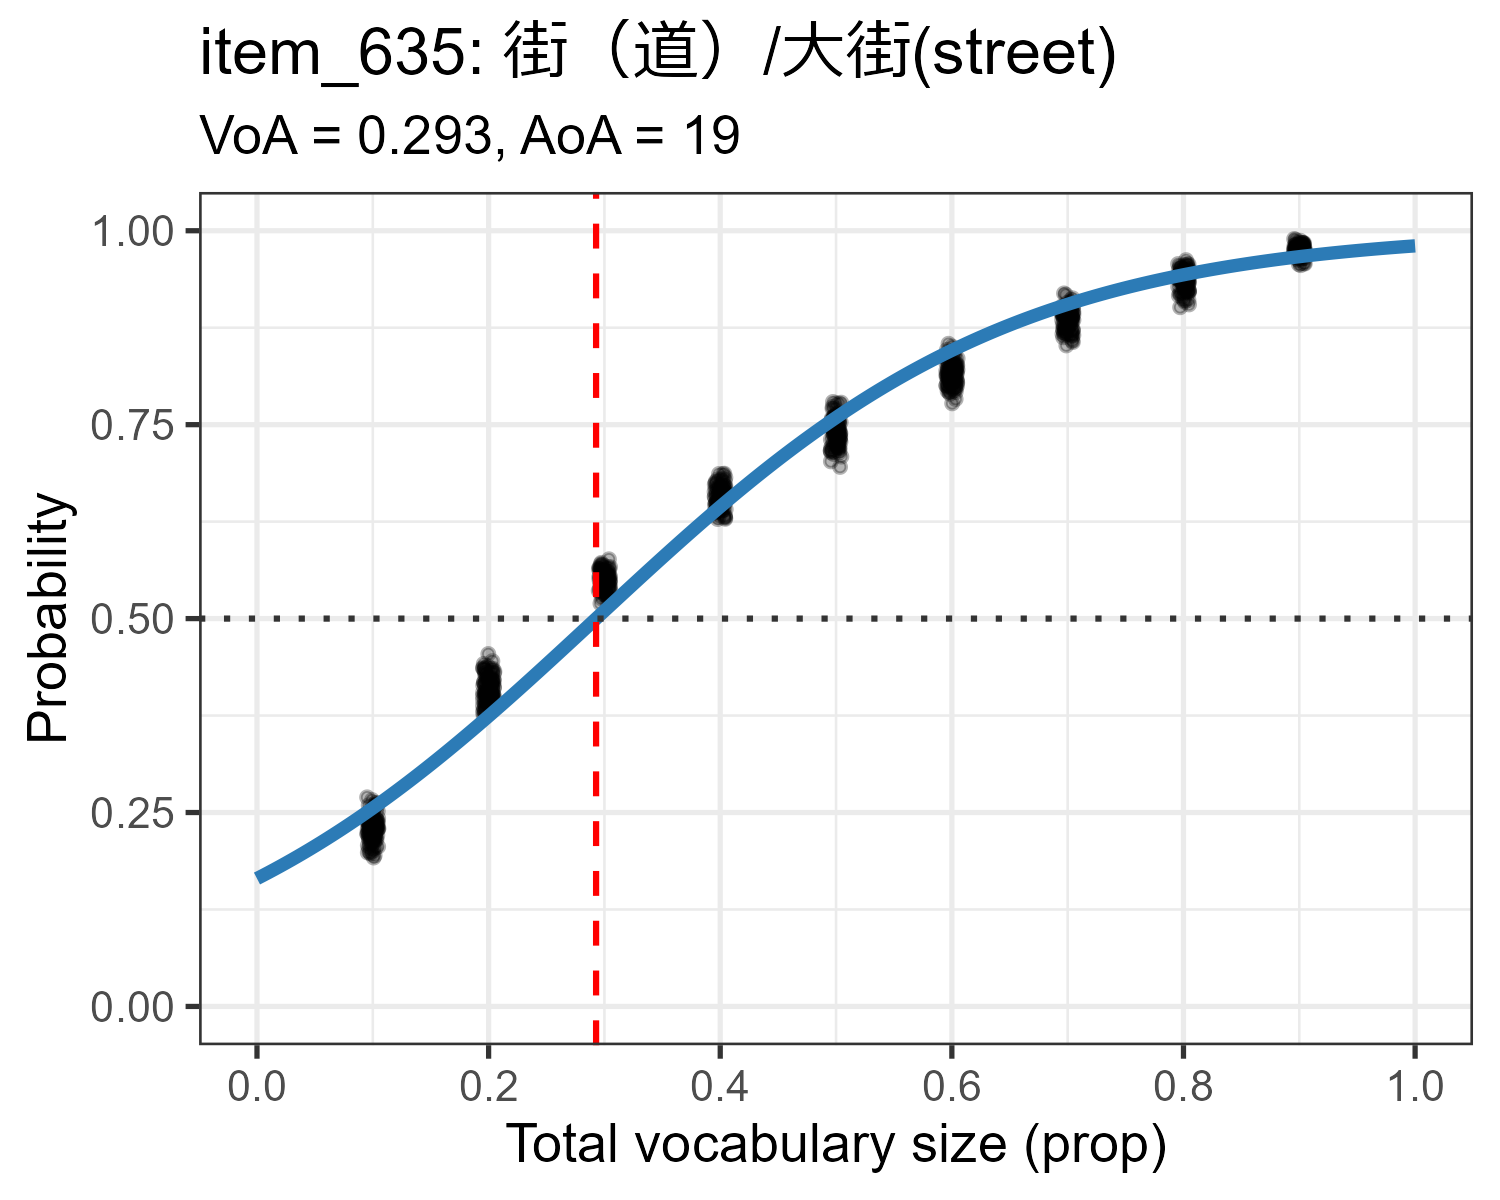 item_635: 街（道）/大街(street)
VoA = 0.293, AoA = 19
1.00
0.75
0.50
0.25
0.00
Probability
0.0 0.2 0.4 0.6 0.8 1.0
Total vocabulary size (prop)